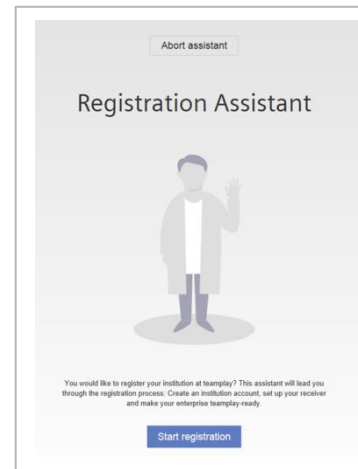 Abort assistant
Registration Assistant
You would like to register your institution at teamplay? This assistant will lead you
through the registration process: Create an institution account, set up your receiver
and make your enterprise teamplay-ready.
Start registration